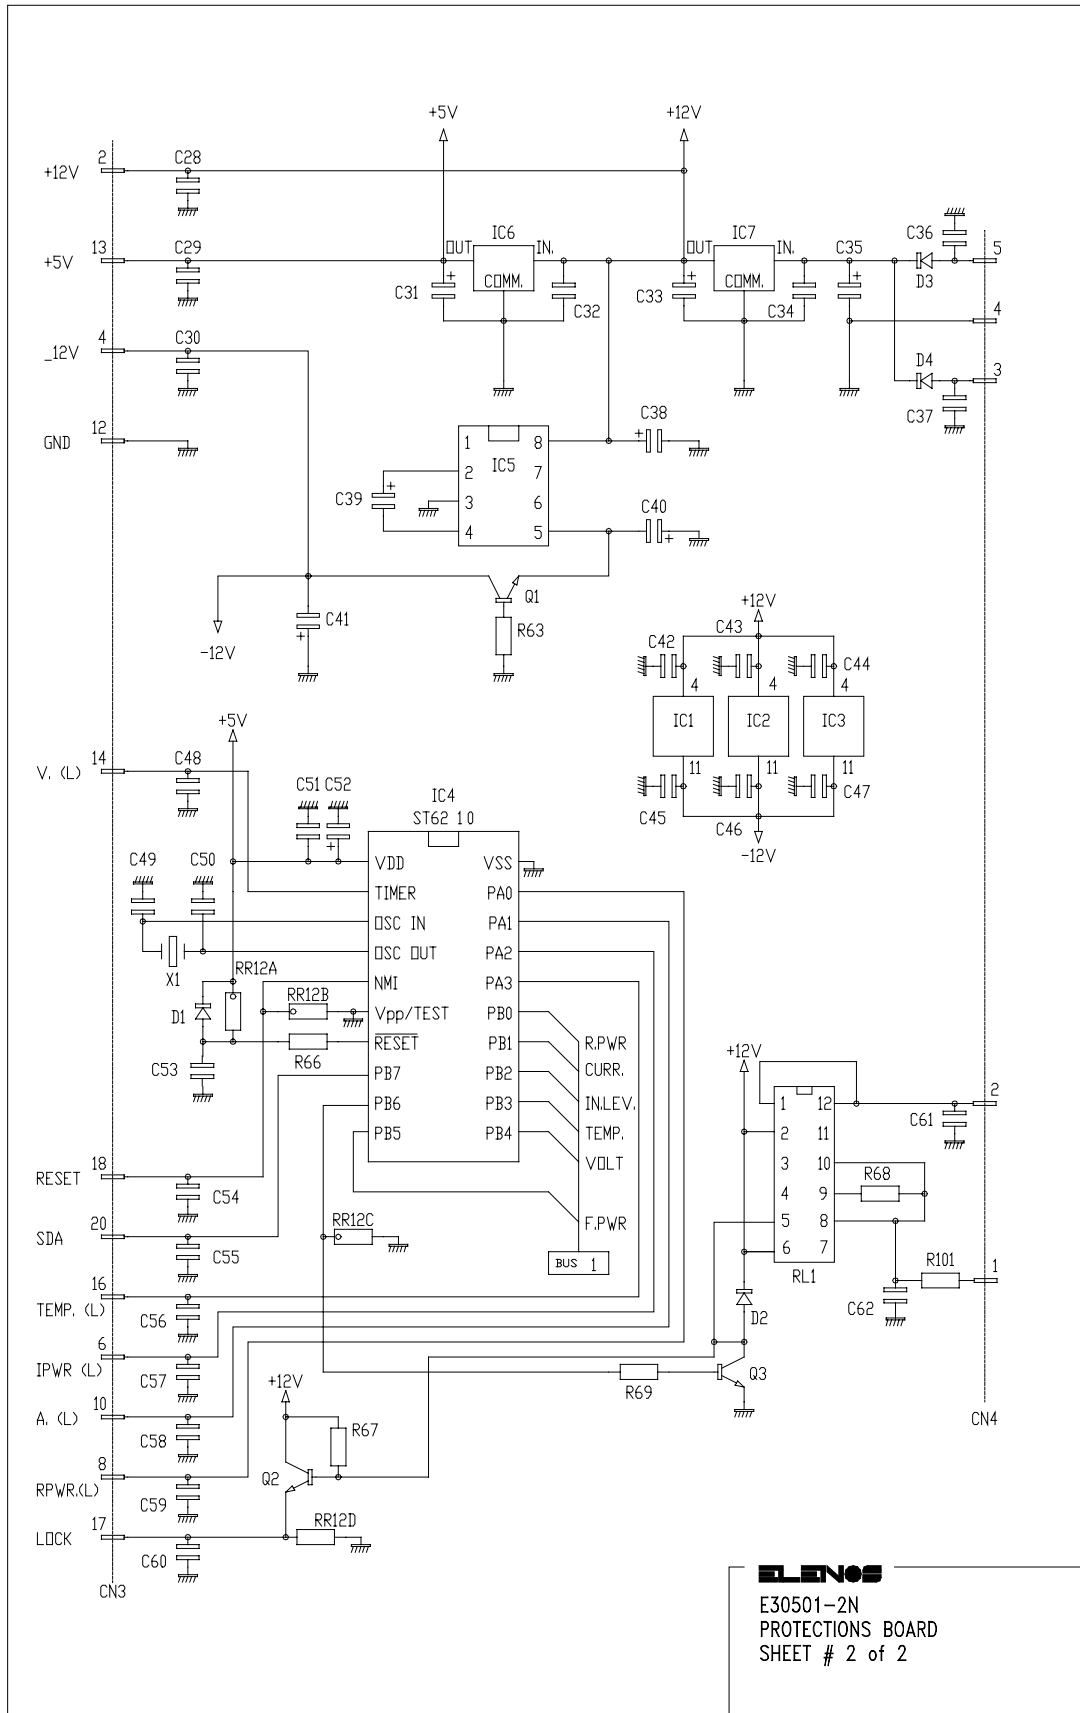 +5V
+12V
+12V 2 C28
+5V 13 C29
OUT IC6 IN.
COMM.
C31
C32
OUT IC7 IN.
COMM.
C33
C34
C35
C36
D3
5
4
_12V 4 C30
D4
3
C37
GND 12
C38
1 8
2 IC5 7
3 6
4 5
C39
C40
Q1
R63
C41
-12V
+12V
C42 C43 C44
4 4 4
IC1 IC2 IC3
11 11 11
C45 C46 C47
-12V
+5V
V. (L) 14 C48
C51 C52
IC4
ST62 10
C49 C50
VDD VSS
TIMER PA0
OSC IN PA1
OSC OUT PA2
NMI PA3
Vpp/TEST PB0
RESET PB1
PB7 PB2
PB6 PB3
PB5 PB4
X1
RR12A
RR12B
D1
R66
C53
R.PWR
CURR.
IN.LEV.
TEMP.
VOLT
F.PWR
BUS 1
+12V
1 12
2 11
3 10
4 9
5 8
6 7
RL1
2
C61
R68
R101
1
C62
D2
Q3
R69
RESET 18 C54
RR12C
SDA 20 C55
TEMP. (L) 16 C56
IPWR (L) 6 C57
A. (L) 10 C58
RPWR.(L) 8 C59
LOCK 17 C60
+12V
R67
Q2
RR12D
CN3
CN4
ELENOS
E30501-2N
PROTECTIONS BOARD
SHEET # 2 of 2